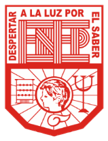 DESPERTAR A LA LUZ POR EL SABER
ENP